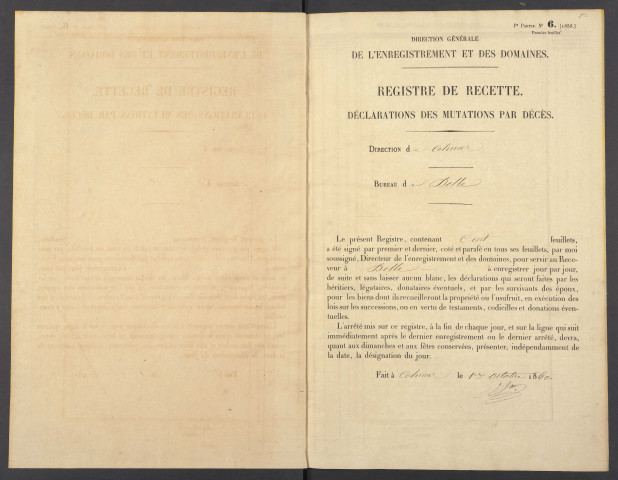 Iº Partie. Nº 6. [1856.]
Premier feuillet
DIRECTION GÉNÉRALE
DE L'ENREGISTREMENT ET DES DOMAINES.
REGISTRE DE RECETTE.
DÉCLARATIONS DES MUTATIONS PAR DÉCÈS.
DIRECTION de Colmar
BUREAU de Delle
Le présent Registre, contenant Cent feuillets,
a été signé par premier et dernier, coté et parafé en tous ses feuillets, par moi
soussigné, Directeur de l'enregistrement et des domaines, pour servir au Rece-
veur à Delle à enregistrer jour par jour,
de suite et sans laisser aucun blanc, les déclarations qui seront faites par les
héritiers, légataires, donataires éventuels, et par les survivants des époux,
pour les biens dont ils recueilleront la propriété ou l'usufruit, en exécution des
lois sur les successions, ou en vertu de testaments, codicilles et donations éven-
tuelles.
L'arrêté mis sur ce registre, à la fin de chaque jour, et sur la ligne qui suit
immédiatement après le dernier enregistrement ou le dernier arrêté, devra,
quant aux dimanches et aux fêtes conservées, présenter, indépendamment de
la date, la désignation du jour.
Fait à Colmar le octobre 1860